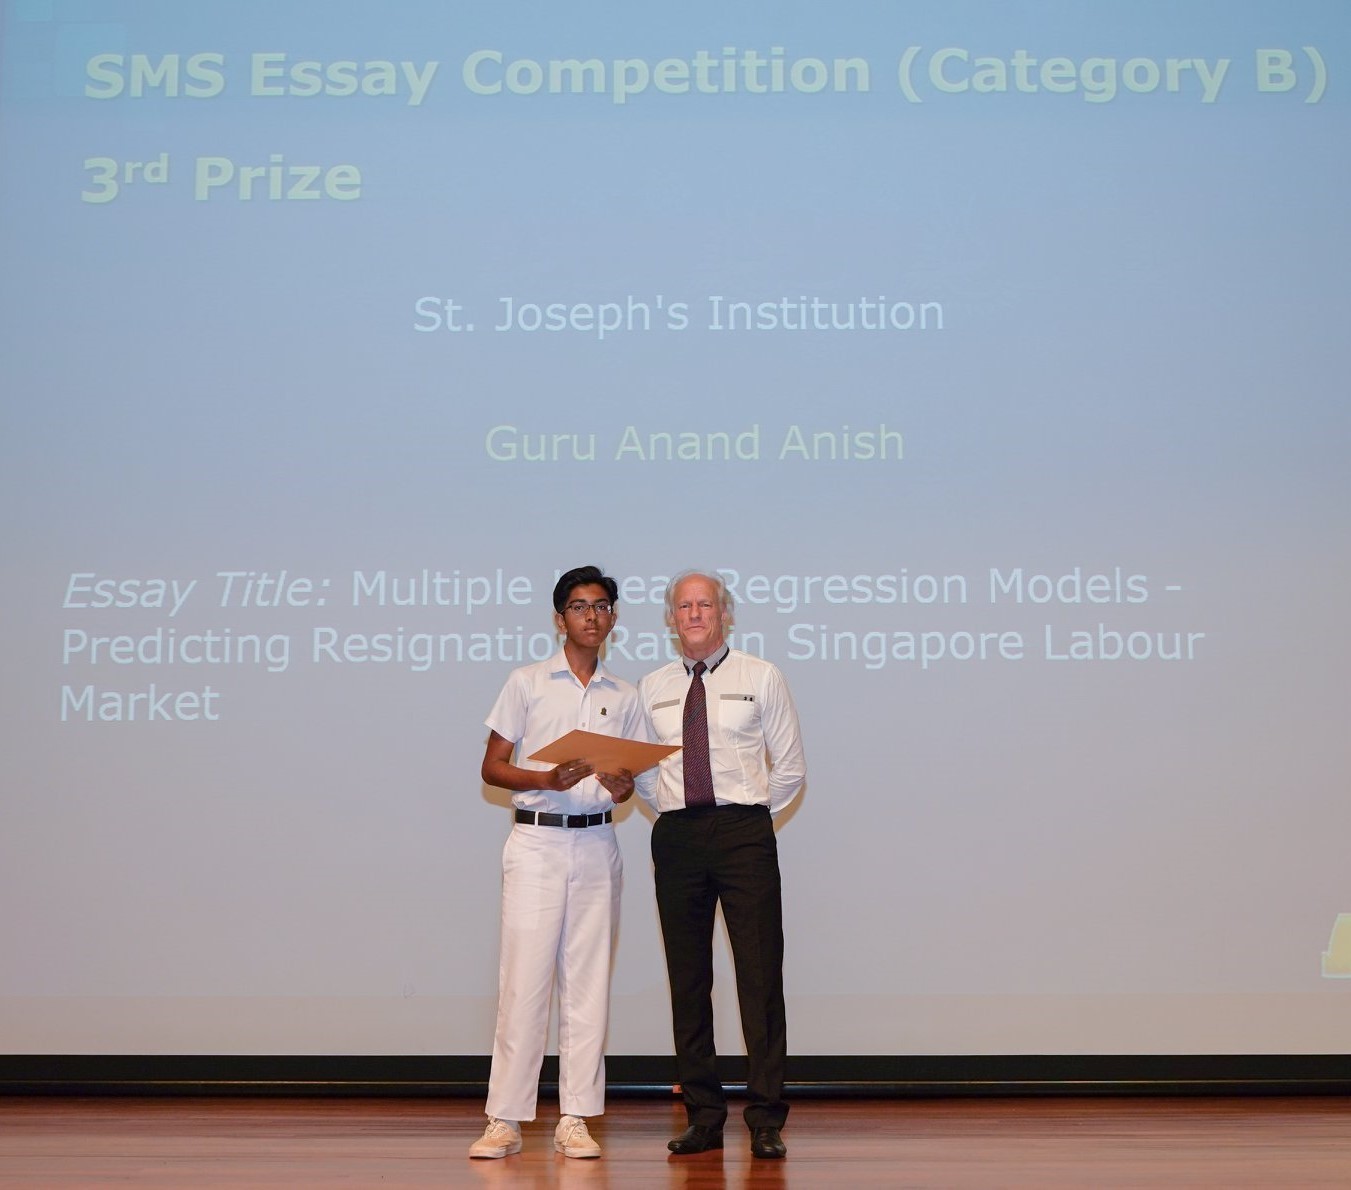 SMS Essay Competition (Category B)
3rd Prize
St. Joseph's Institution
Guru Anand Anish
Essay Title: Multiple Regression Models -
Predicting in Singapore Labour
Market